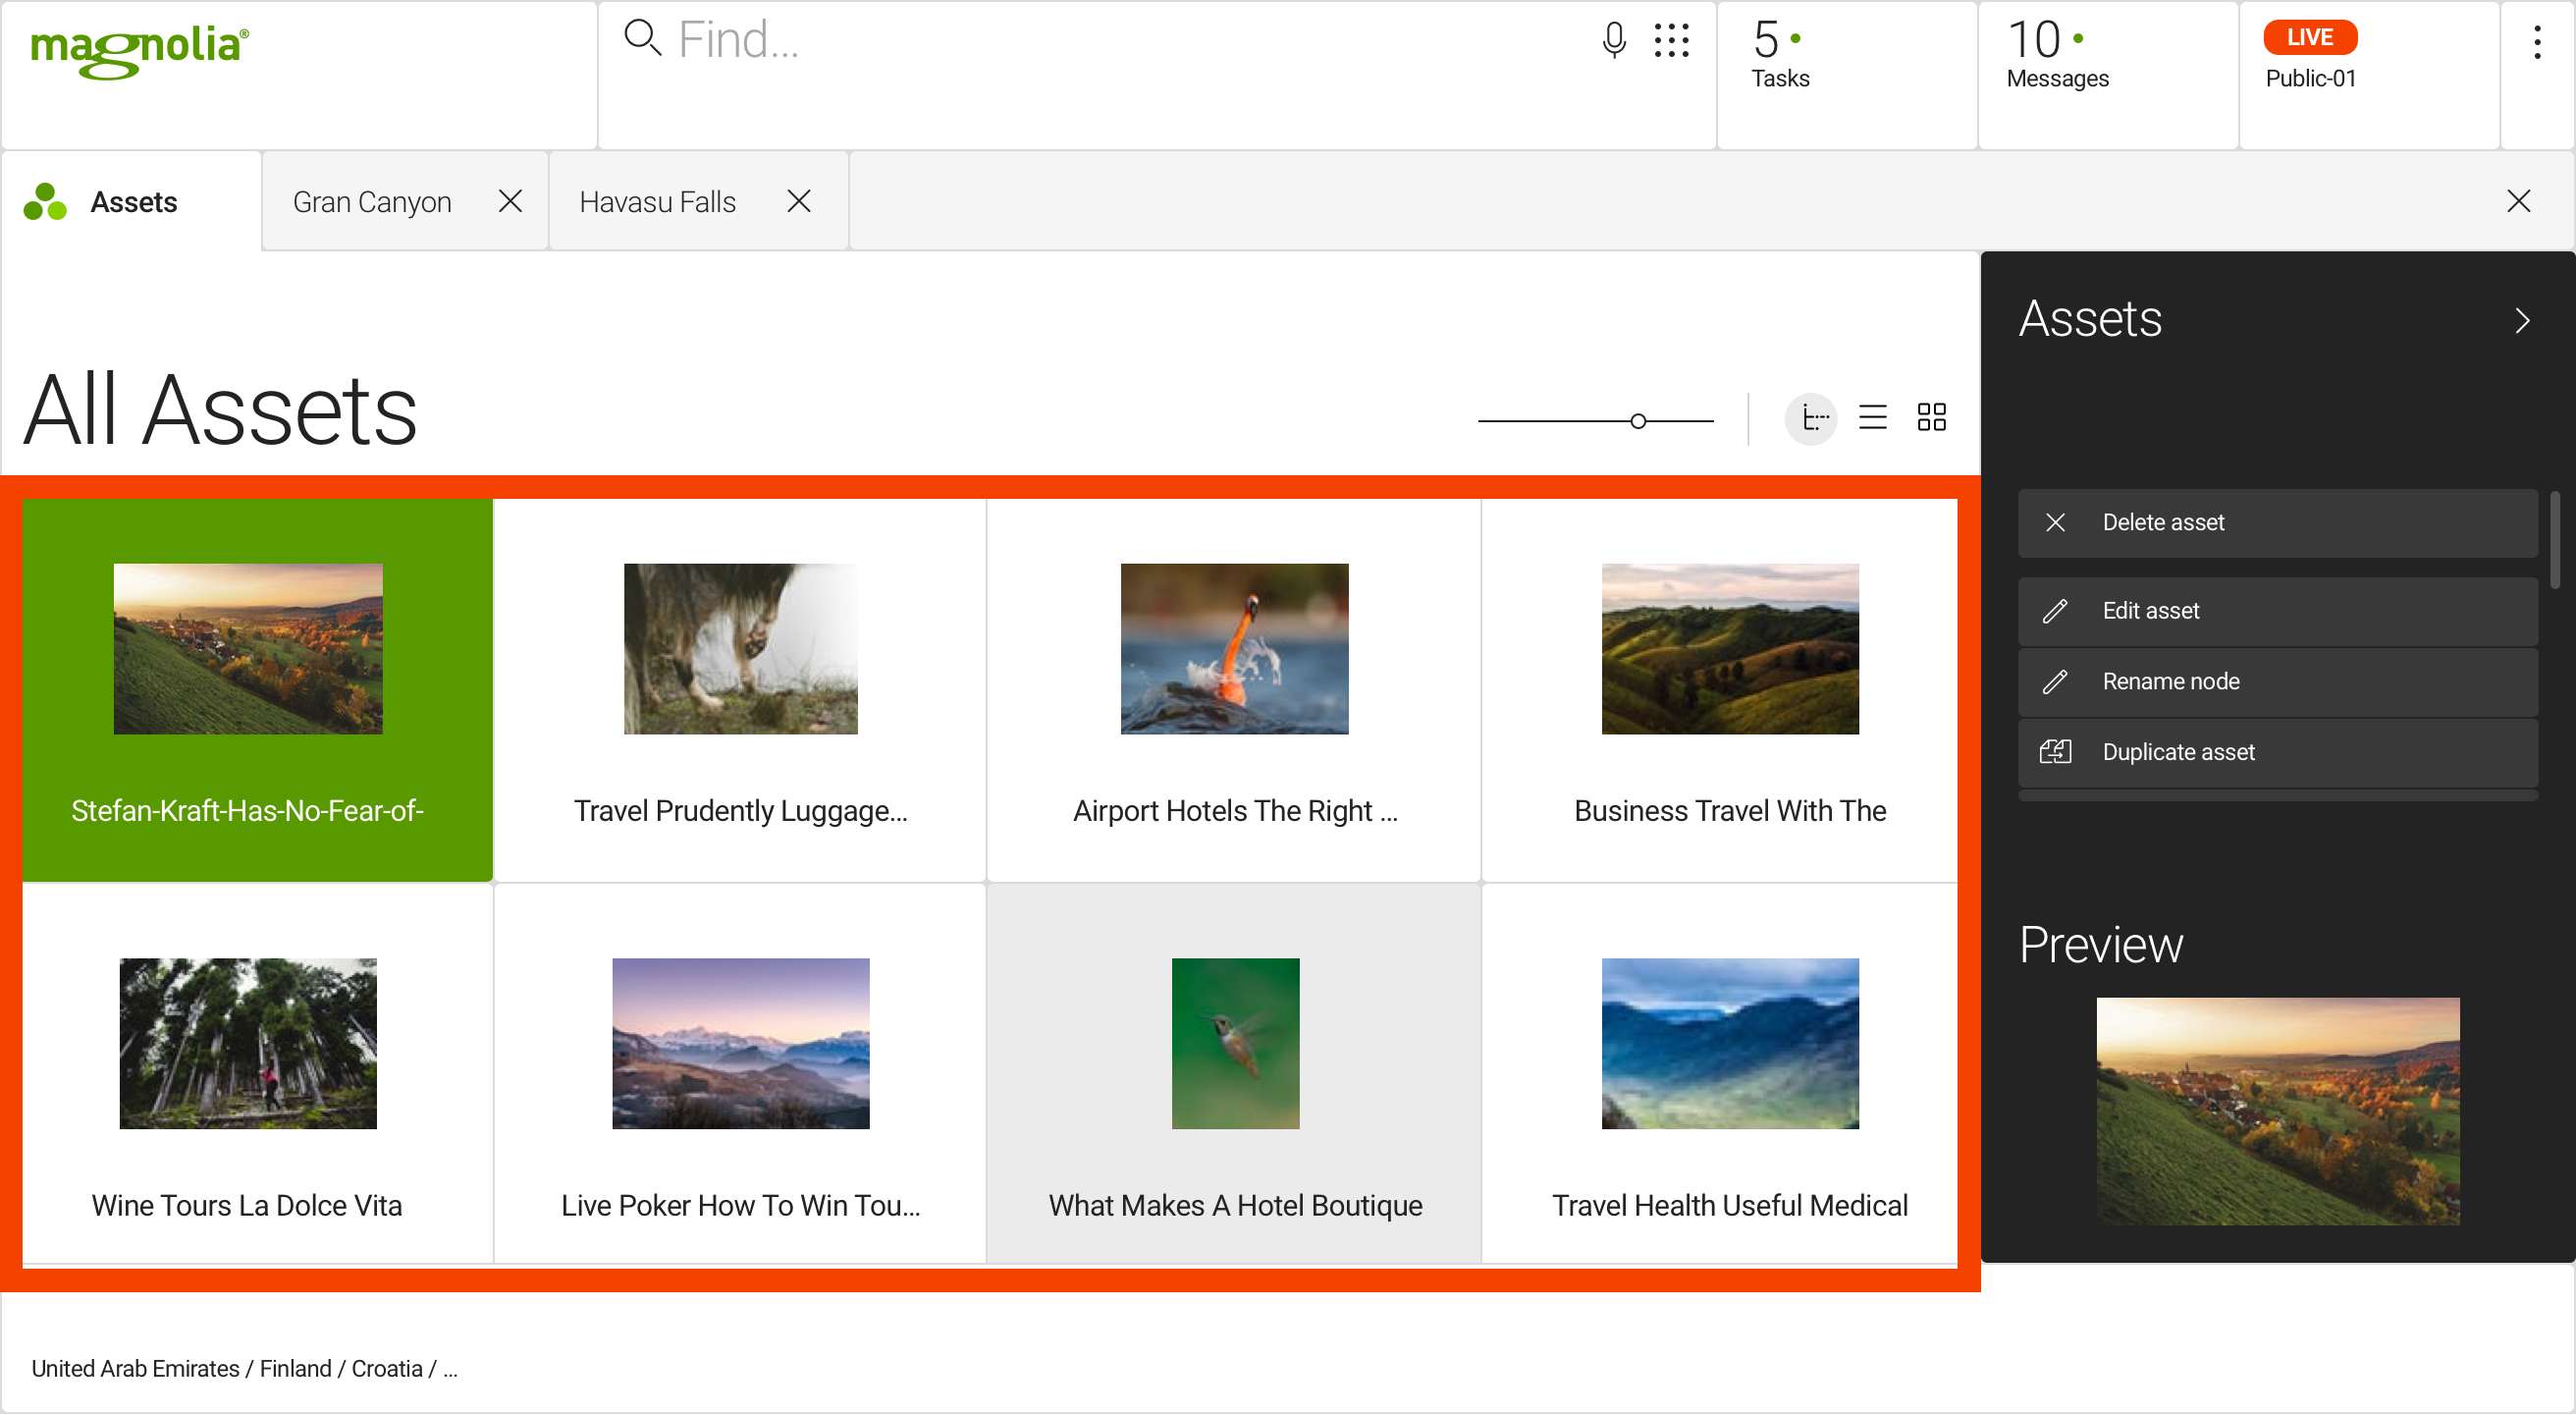 magnolia®
Find...
5
Tasks
10
Messages
LIVE
Public-01
Assets
Gran Canyon
Havasu Falls
All Assets
Stefan-Kraft-Has-No-Fear-of-
Travel Prudently Luggage...
Airport Hotels The Right ...
Business Travel With The
Wine Tours La Dolce Vita
Live Poker How To Win Tou...
What Makes A Hotel Boutique
Travel Health Useful Medical
Assets
Delete asset
Edit asset
Rename node
Duplicate asset
Preview
United Arab Emirates / Finland / Croatia / ...